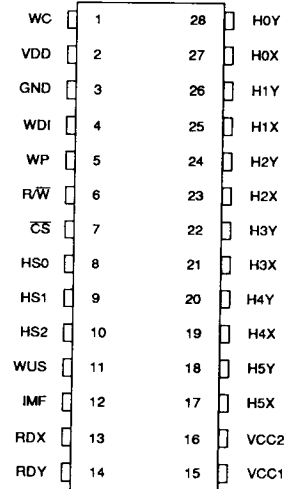 WC 1 28 H0Y
VDD 2 27 H0X
GND 3 26 H1Y
WDI 4 25 H1X
WP 5 24 H2Y
R/W̅ 6 23 H2X
C̅S̅ 7 22 H3Y
HS0 8 21 H3X
HS1 9 20 H4Y
HS2 10 19 H4X
WUS 11 18 H5Y
IMF 12 17 H5X
RDX 13 16 VCC2
RDY 14 15 VCC1